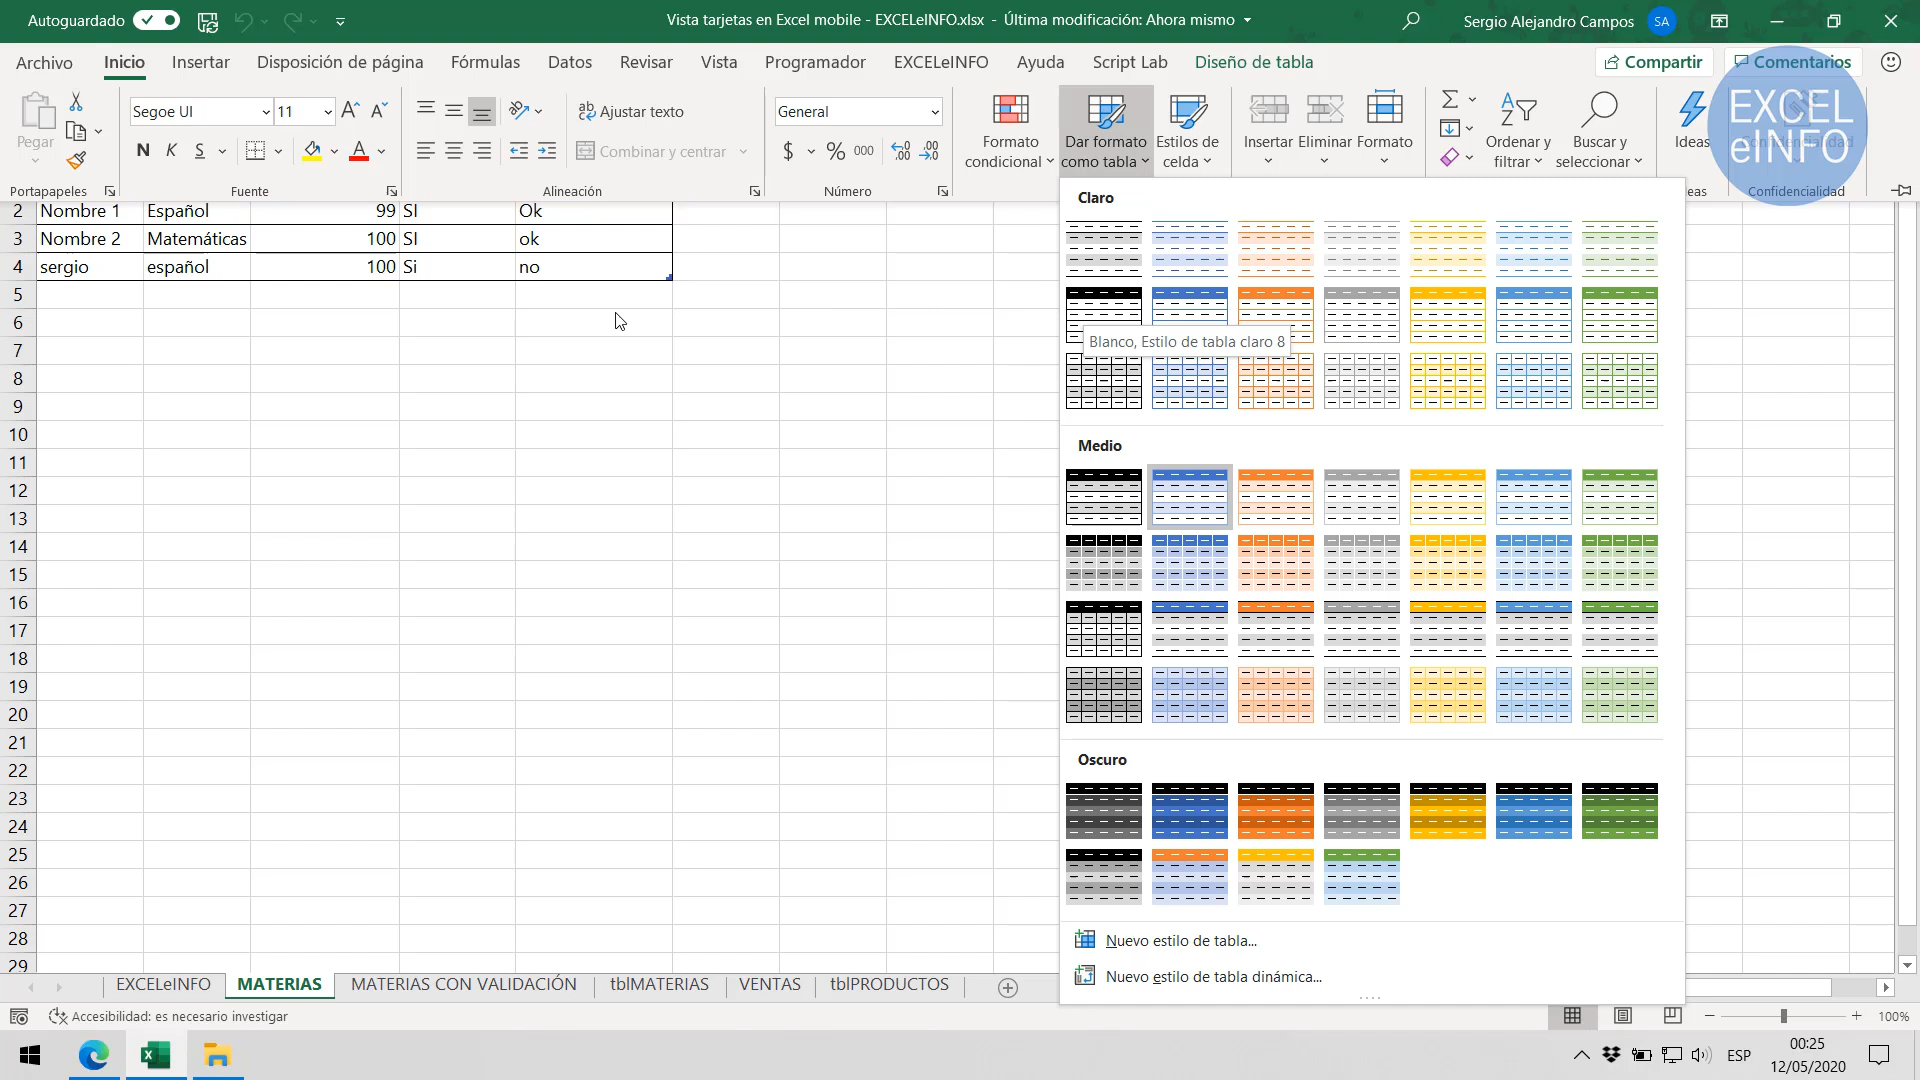 Autoguardado
Vista tarjetas en Excel mobile - EXCELeINFO.xlsx - Última modificación: Ahora mismo
Sergio Alejandro Campos
SA
Archivo Inicio Insertar Disposición de página Fórmulas Datos Revisar Vista Programador EXCELeINFO Ayuda Script Lab Diseño de tabla
Compartir
Comentarios
Pegar
Segoe UI 11
N K S
Ajustar texto
Combinar y centrar
General
$ % 000
Formato condicional
Dar formato como tabla
Estilos de celda
Insertar Eliminar Formato
Ordenar y filtrar
Buscar y seleccionar
Ideas
EXCEL
eINFO
Portapapeles Fuente Alineación Número
Confidencialidad
Claro
Blanco, Estilo de tabla claro 8
Medio
Oscuro
Nuevo estilo de tabla...
Nuevo estilo de tabla dinámica...
2 Nombre 1 Español 99 SI Ok
3 Nombre 2 Matemáticas 100 SI ok
4 sergio español 100 Si no
5
6
7
8
9
10
11
12
13
14
15
16
17
18
19
20
21
22
23
24
25
26
27
28
29
EXCELeINFO MATERIAS MATERIAS CON VALIDACIÓN tblMATERIAS VENTAS tblPRODUCTOS
Accesibilidad: es necesario investigar
100%
ESP
00:25
12/05/2020